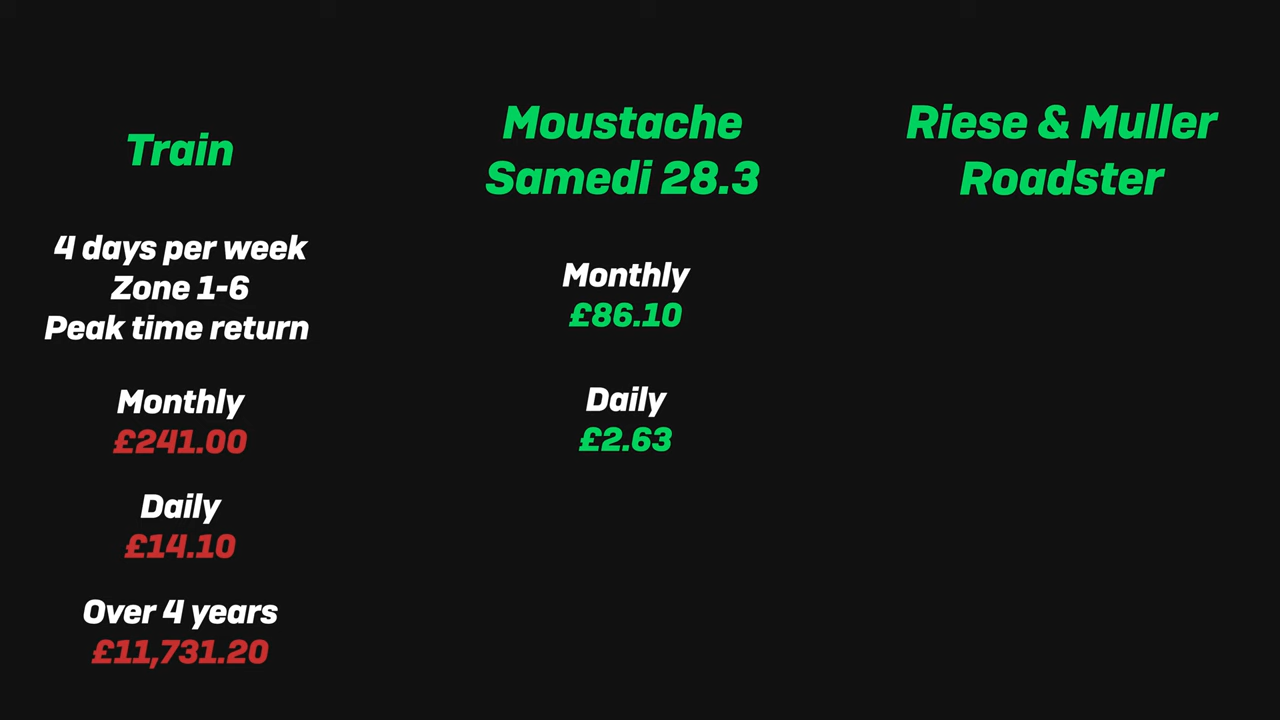 Train
4 days per week
Zone 1-6
Peak time return
Monthly
£241.00
Daily
£14.10
Over 4 years
£11,731.20
Moustache
Samedi 28.3
Monthly
£86.10
Daily
£2.63
Riese & Muller
Roadster